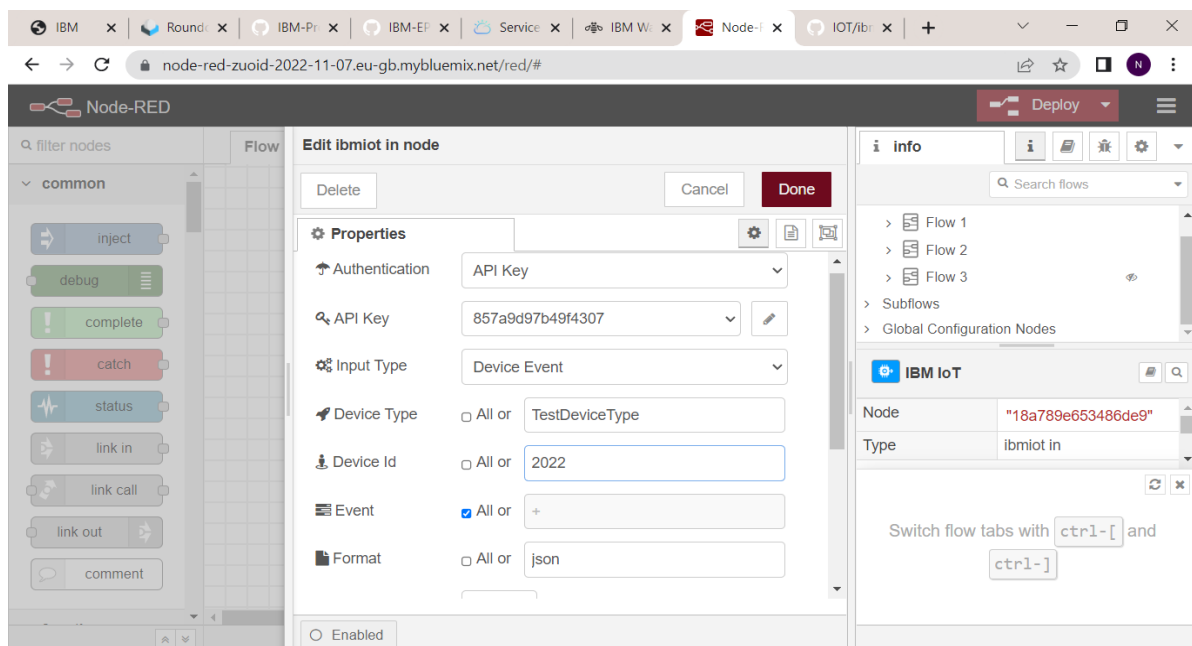 IBM
Round
IBM-Pr
IBM-EP
Service
IBM Wa
Node-F
IOT/ibr
node-red-zuoid-2022-11-07.eu-gb.mybluemix.net/red/#
N
Node-RED
Deploy
filter nodes
Flow
Edit ibmiot in node
i info
i
common
Delete
Cancel
Done
Search flows
inject
Properties
Flow 1
debug
Authentication
API Key
Flow 2
Flow 3
complete
API Key
857a9d97b49f4307
Subflows
Global Configuration Nodes
catch
Input Type
Device Event
IBM IoT
status
Device Type
All or
TestDeviceType
Node
"18a789e653486de9"
link in
Type
ibmiot in
Device Id
All or
2022
link call
Event
All or
+
link out
Switch flow tabs with ctrl-[ and
ctrl-]
Format
All or
json
comment
Enabled